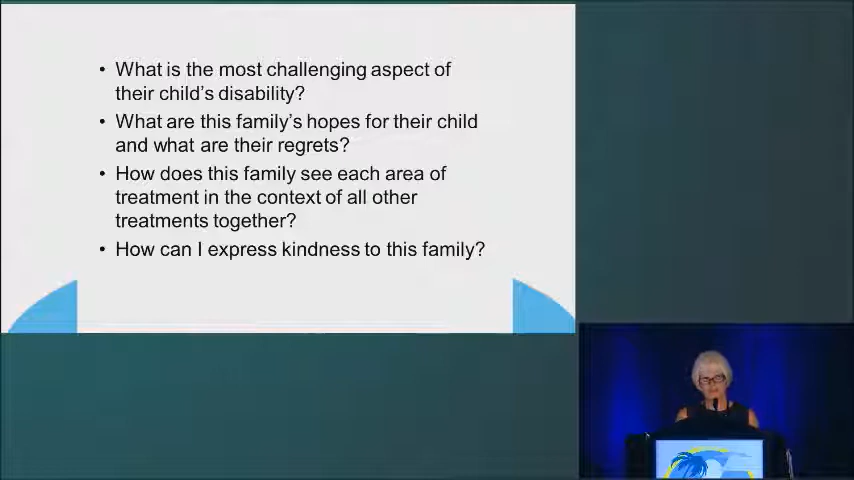 • What is the most challenging aspect of
their child's disability?
• What are this family's hopes for their child
and what are their regrets?
• How does this family see each area of
treatment in the context of all other
treatments together?
• How can I express kindness to this family?